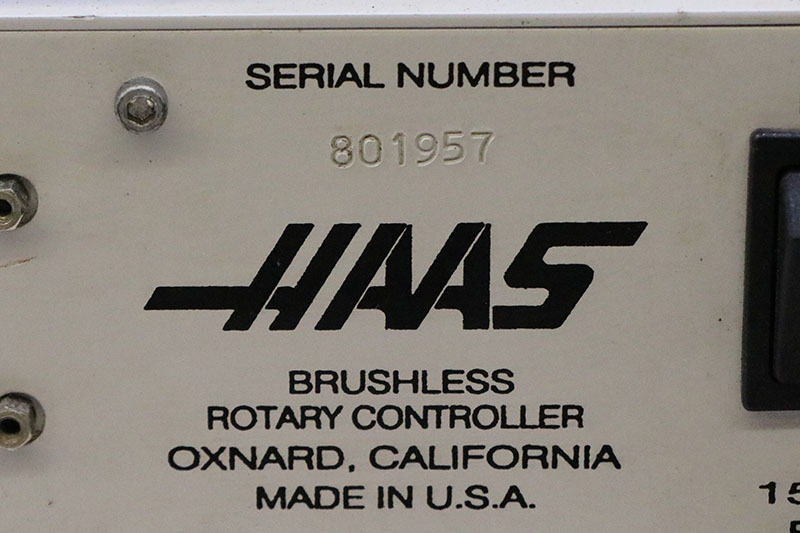 SERIAL NUMBER
801957
HAAS
BRUSHLESS
ROTARY CONTROLLER
OXNARD, CALIFORNIA
MADE IN U.S.A.
15